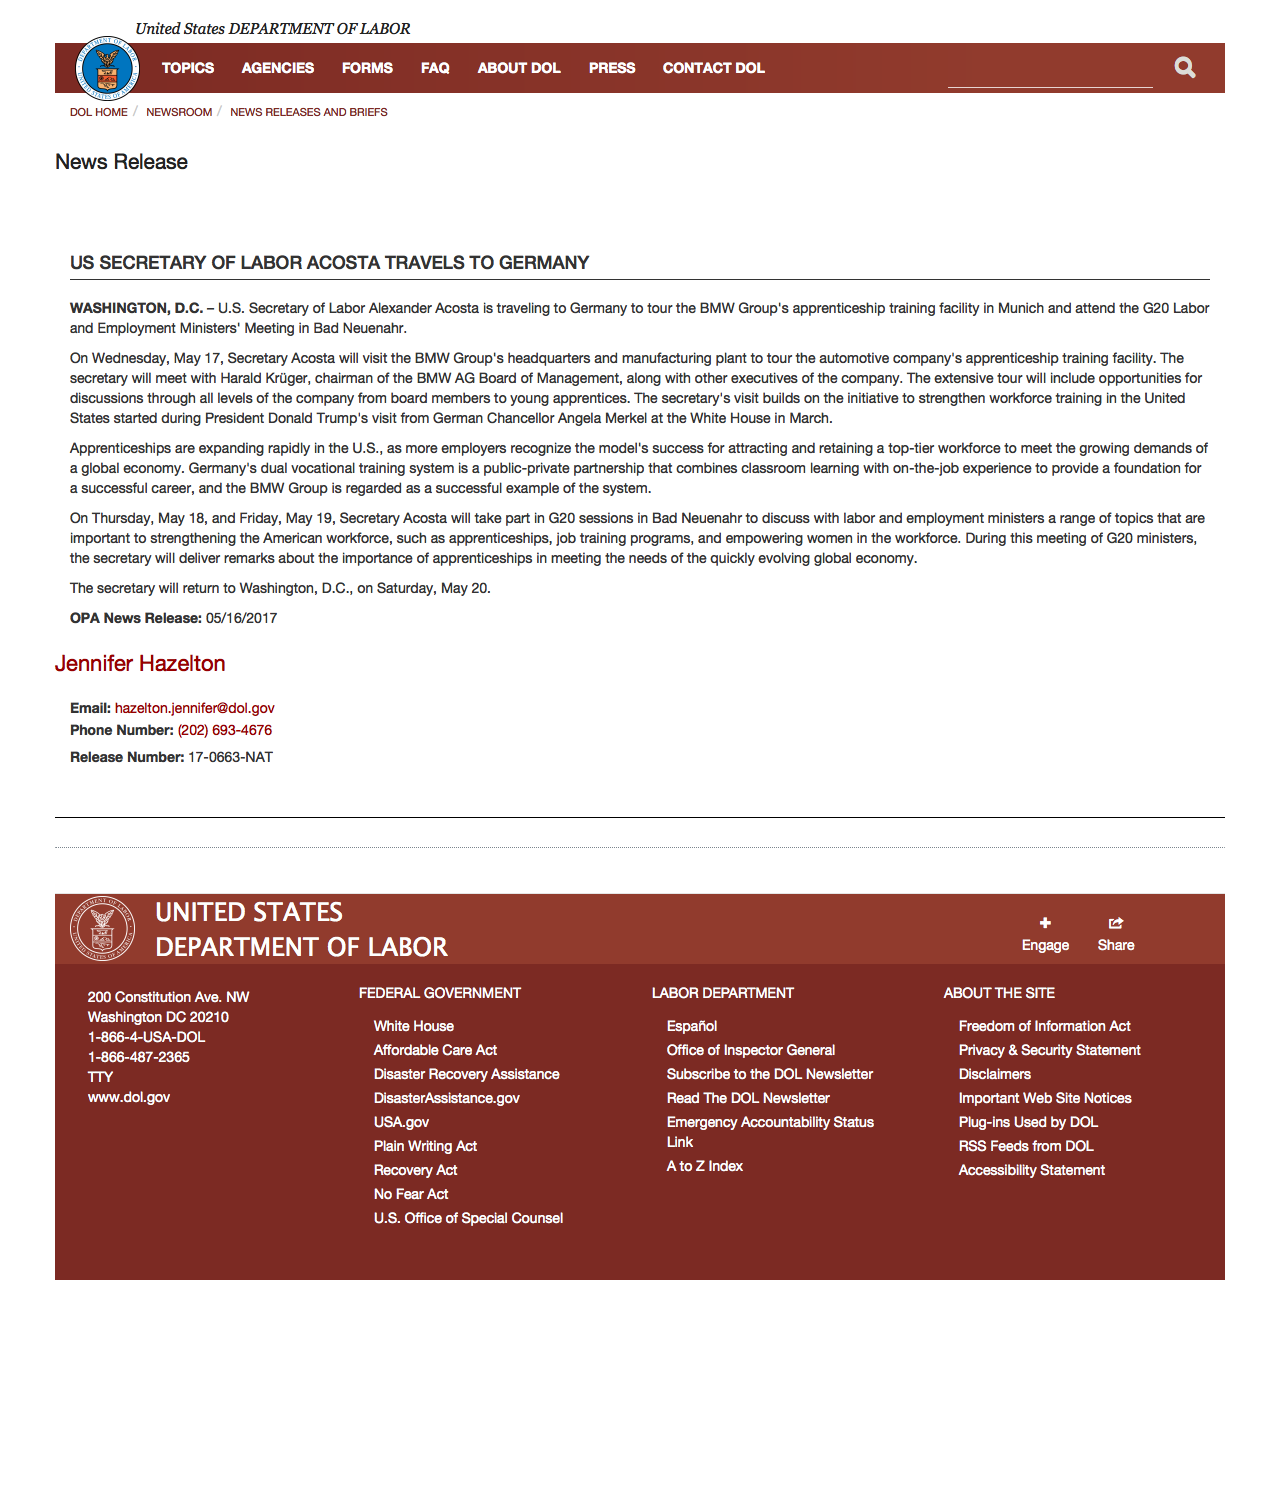 United States DEPARTMENT OF LABOR
TOPICS AGENCIES FORMS FAQ ABOUT DOL PRESS CONTACT DOL
DOL HOME / NEWSROOM / NEWS RELEASES AND BRIEFS
News Release
US SECRETARY OF LABOR ACOSTA TRAVELS TO GERMANY
WASHINGTON, D.C. – U.S. Secretary of Labor Alexander Acosta is traveling to Germany to tour the BMW Group's apprenticeship training facility in Munich and attend the G20 Labor
and Employment Ministers' Meeting in Bad Neuenahr.
On Wednesday, May 17, Secretary Acosta will visit the BMW Group's headquarters and manufacturing plant to tour the automotive company's apprenticeship training facility. The
secretary will meet with Harald Krüger, chairman of the BMW AG Board of Management, along with other executives of the company. The extensive tour will include opportunities for
discussions through all levels of the company from board members to young apprentices. The secretary's visit builds on the initiative to strengthen workforce training in the United
States started during President Donald Trump's visit from German Chancellor Angela Merkel at the White House in March.
Apprenticeships are expanding rapidly in the U.S., as more employers recognize the model's success for attracting and retaining a top-tier workforce to meet the growing demands of
a global economy. Germany's dual vocational training system is a public-private partnership that combines classroom learning with on-the-job experience to provide a foundation for
a successful career, and the BMW Group is regarded as a successful example of the system.
On Thursday, May 18, and Friday, May 19, Secretary Acosta will take part in G20 sessions in Bad Neuenahr to discuss with labor and employment ministers a range of topics that are
important to strengthening the American workforce, such as apprenticeships, job training programs, and empowering women in the workforce. During this meeting of G20 ministers,
the secretary will deliver remarks about the importance of apprenticeships in meeting the needs of the quickly evolving global economy.
The secretary will return to Washington, D.C., on Saturday, May 20.
OPA News Release: 05/16/2017
Jennifer Hazelton
Email: hazelton.jennifer@dol.gov
Phone Number: (202) 693-4676
Release Number: 17-0663-NAT
UNITED STATES
DEPARTMENT OF LABOR
Engage Share
200 Constitution Ave. NW
Washington DC 20210
1-866-4-USA-DOL
1-866-487-2365
TTY
www.dol.gov
FEDERAL GOVERNMENT
White House
Affordable Care Act
Disaster Recovery Assistance
DisasterAssistance.gov
USA.gov
Plain Writing Act
Recovery Act
No Fear Act
U.S. Office of Special Counsel
LABOR DEPARTMENT
Español
Office of Inspector General
Subscribe to the DOL Newsletter
Read The DOL Newsletter
Emergency Accountability Status
Link
A to Z Index
ABOUT THE SITE
Freedom of Information Act
Privacy & Security Statement
Disclaimers
Important Web Site Notices
Plug-ins Used by DOL
RSS Feeds from DOL
Accessibility Statement